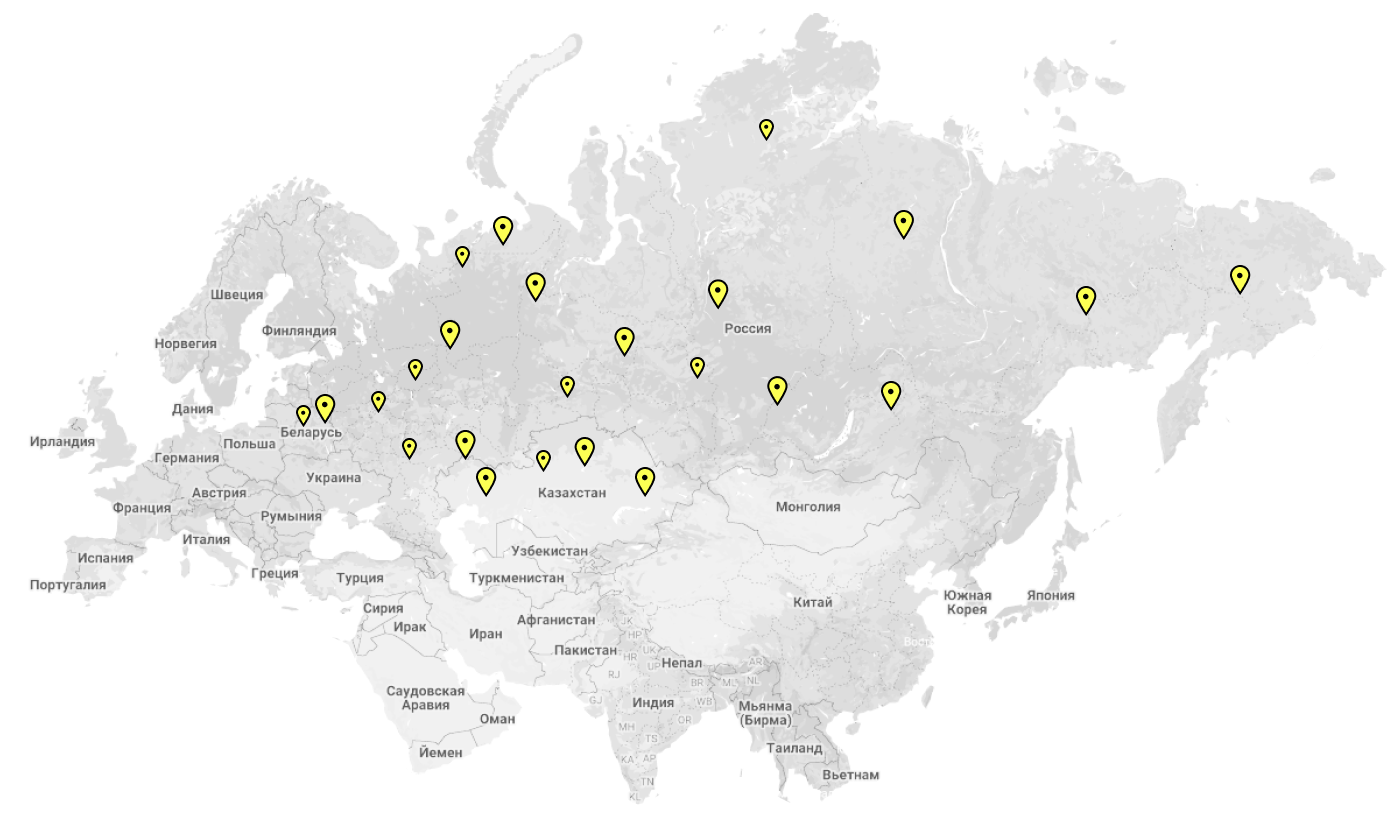 Швеция
Финляндия
Россия
Норвегия
Дания
Беларусь
Ирландия
Польша
Германия
Украина
Казахстан
Австрия
Монголия
Франция
Румыния
Италия
Узбекистан
Испания
Греция
Турция
Туркменистан
Португалия
Китай
Южная
Корея
Япония
Сирия
Афганистан
Ирак
Иран
JK
HP
Пакистан
UK
HR
UP
Непал
AR
RJ
BR
ML
NL
Саудовская
Аравия
GJ
Индия
WB
Мьянма
(Бирма)
Оман
OR
MH
TS
Йемен
Таиланд
KA
AP
Вьетнам
TN
KL